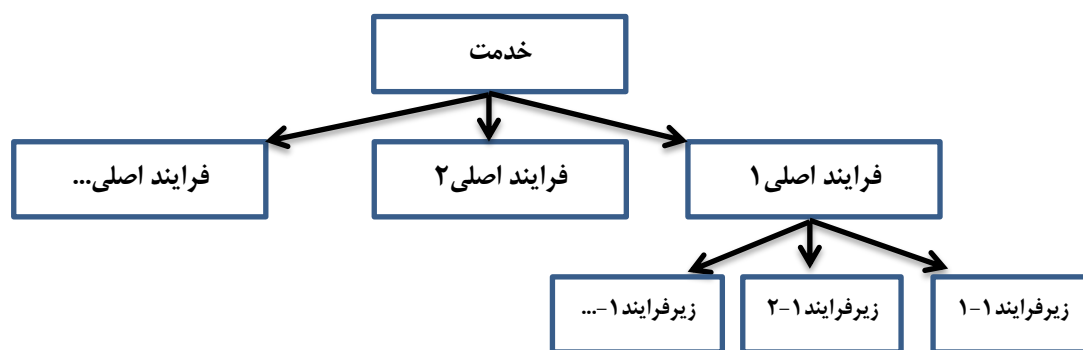 خدمت
فرایند اصلی۱
فرایند اصلی۲
فرایند اصلی...
زیرفرایند۱-۱
زیرفرایند۱-۲
زیرفرایند۱-...